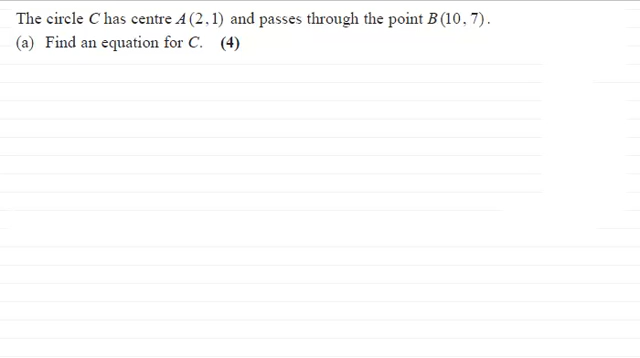 The circle C has centre A (2, 1) and passes through the point B (10, 7).
(a) Find an equation for C. (4)